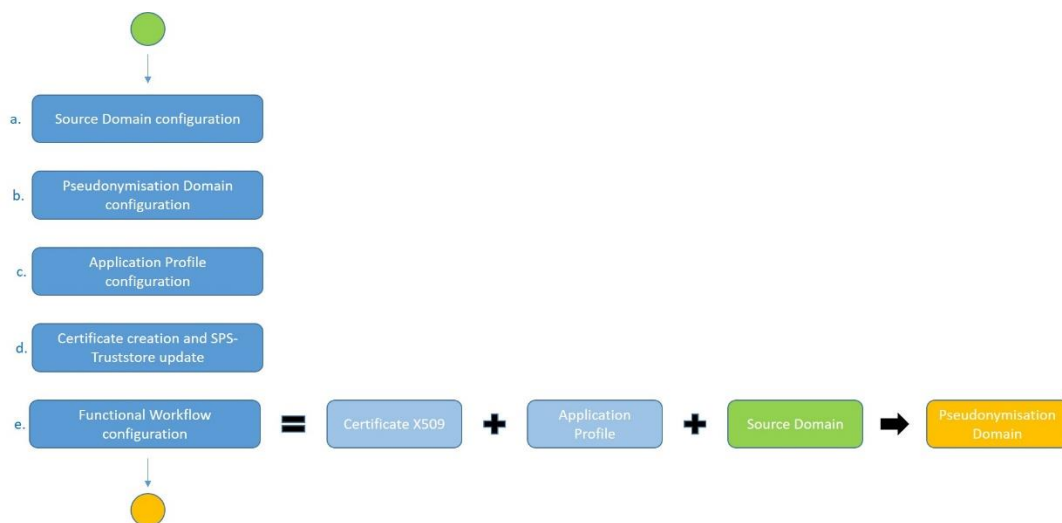 a.
Source Domain configuration
b.
Pseudonymisation Domain
configuration
c.
Application Profile
configuration
d.
Certificate creation and SPS-
Truststore update
e.
Functional Workflow
configuration
=
Certificate X509
+
Application
Profile
+
Source Domain
Pseudonymisation
Domain